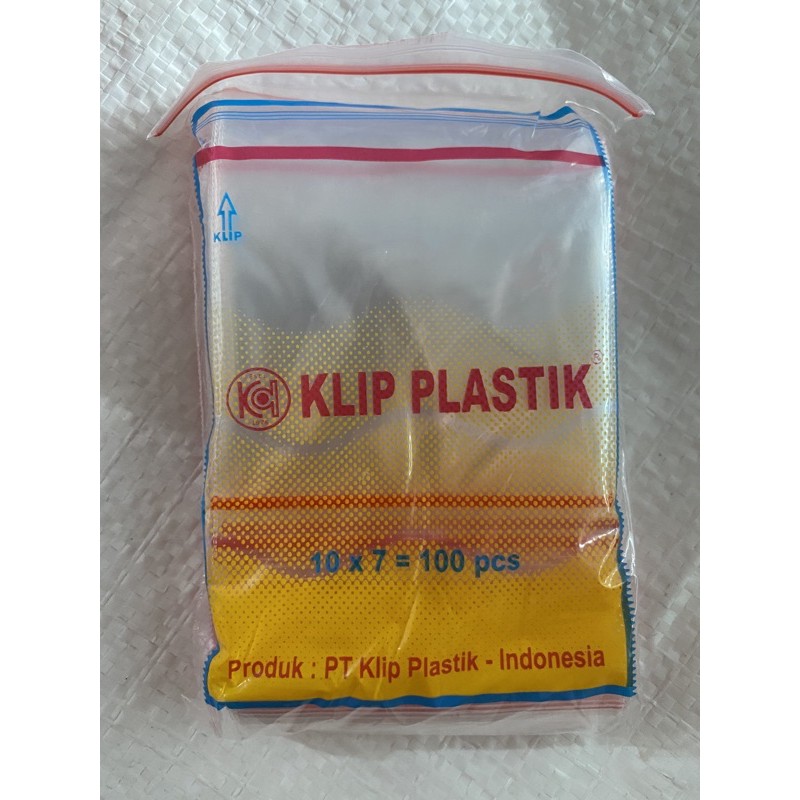 KLIP
KLIP PLASTIK®
10 x 7 = 100 pcs
Produk : PT Klip Plastik - Indonesia